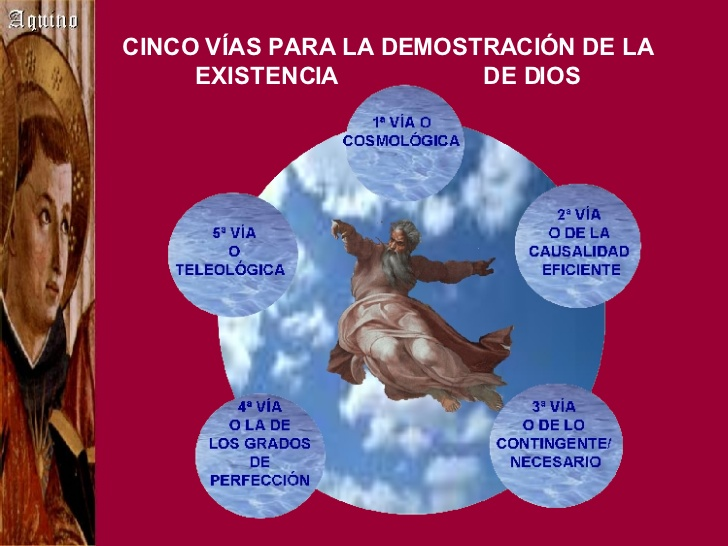 Aquino
CINCO VÍAS PARA LA DEMOSTRACIÓN DE LA
EXISTENCIA DE DIOS
1ª VÍA O
COSMOLÓGICA
2ª VÍA
O DE LA
CAUSALIDAD
EFICIENTE
3ª VÍA
O DE LO
CONTINGENTE/
NECESARIO
4ª VÍA
O LA DE
LOS GRADOS
DE
PERFECCIÓN
5ª VÍA
O
TELEOLÓGICA